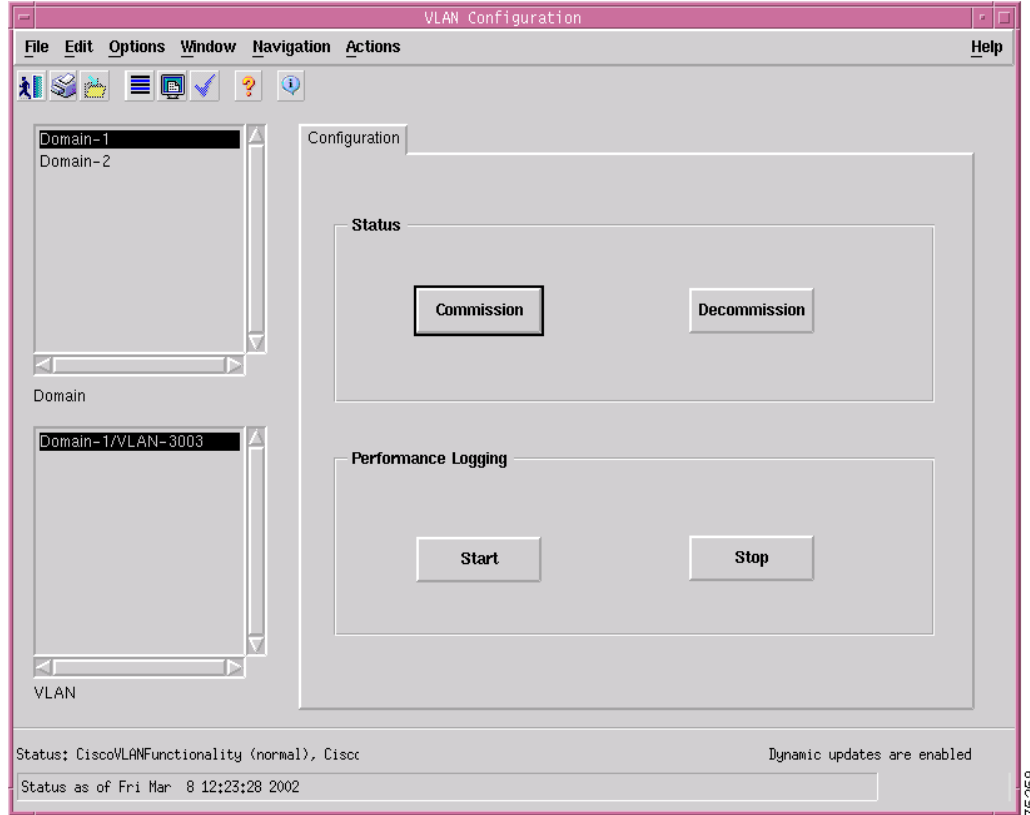 VLAN Configuration
File Edit Options Window Navigation Actions Help
Domain-1
Domain-2
Domain
Domain-1/VLAN-3003
VLAN
Configuration
Status
Commission Decommission
Performance Logging
Start Stop
Status: CiscoVLANFunctionality (normal), Cisco
Dynamic updates are enabled
Status as of Fri Mar 8 12:23:28 2002